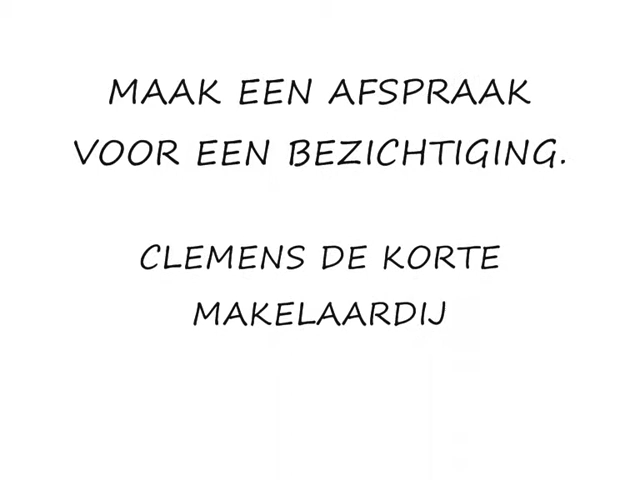 MAAK EEN AFSPRAAK
VOOR EEN BEZICHTIGING.
CLEMENS DE KORTE
MAKELAARDIJ